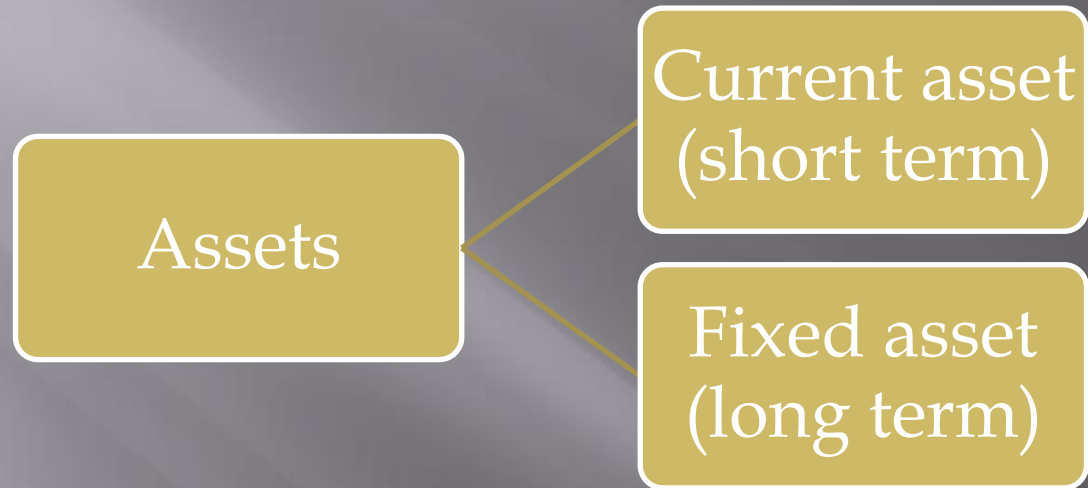 Assets
Current asset
(short term)
Fixed asset
(long term)